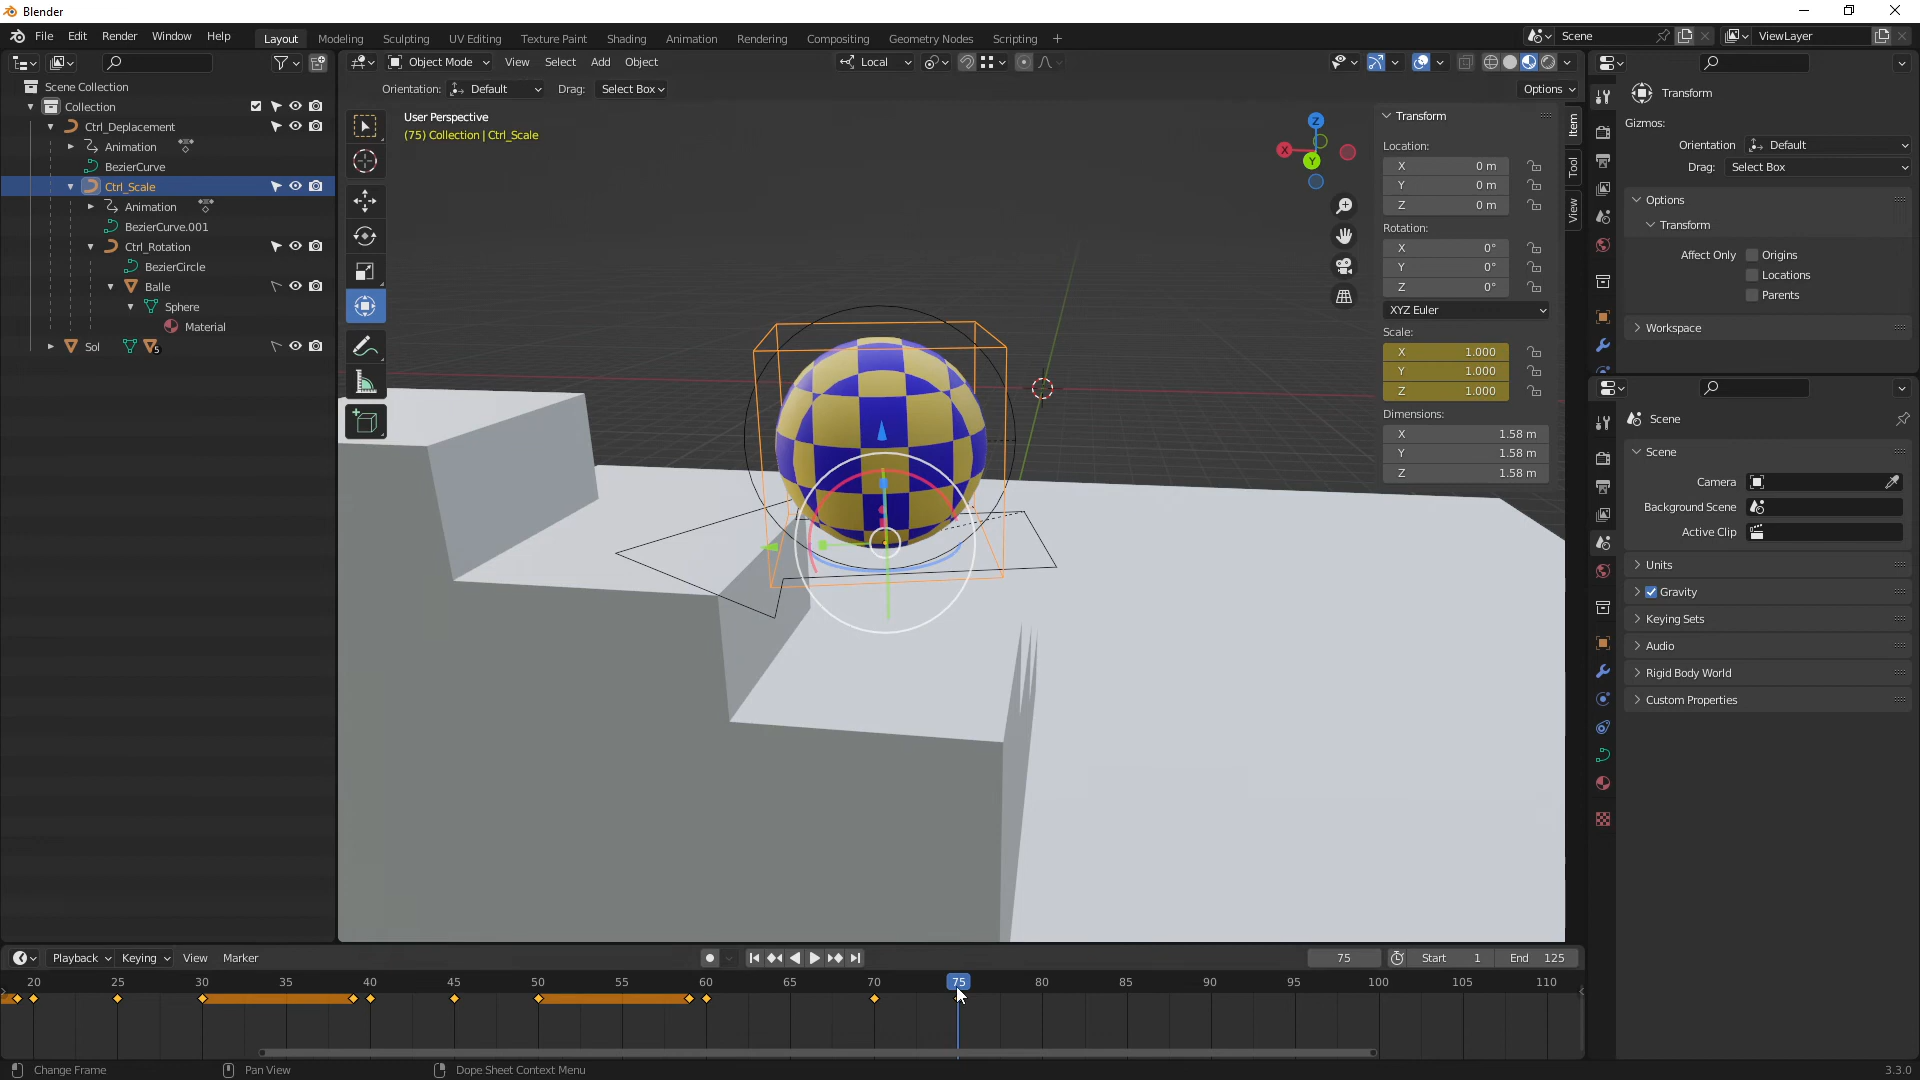 Blender
File Edit Render Window Help Layout Modeling Sculpting UV Editing Texture Paint Shading Animation Rendering Compositing Geometry Nodes Scripting + Scene ViewLayer
Object Mode View Select Add Object Local
Orientation: Default Drag: Select Box Options
Scene Collection
Collection
Ctrl_Deplacement
Animation
BezierCurve
Ctrl_Scale
Animation
BezierCurve.001
Ctrl_Rotation
BezierCircle
Balle
Sphere
Material
Sol 5
User Perspective
(75) Collection | Ctrl_Scale
Z
X
Y
Transform
Location:
X 0 m
Y 0 m
Z 0 m
Rotation:
X 0°
Y 0°
Z 0°
XYZ Euler
Scale:
X 1.000
Y 1.000
Z 1.000
Dimensions:
X 1.58 m
Y 1.58 m
Z 1.58 m
Item
Tool
View
Transform
Gizmos:
Orientation Default
Drag: Select Box
Options
Transform
Affect Only Origins
Locations
Parents
Workspace
Scene
Scene
Camera
Background Scene
Active Clip
Units
Gravity
Keying Sets
Audio
Rigid Body World
Custom Properties
Playback Keying View Marker 75 Start 1 End 125
20 25 30 35 40 45 50 55 60 65 70 75 80 85 90 95 100 105 110
Change Frame Pan View Dope Sheet Context Menu 3.3.0